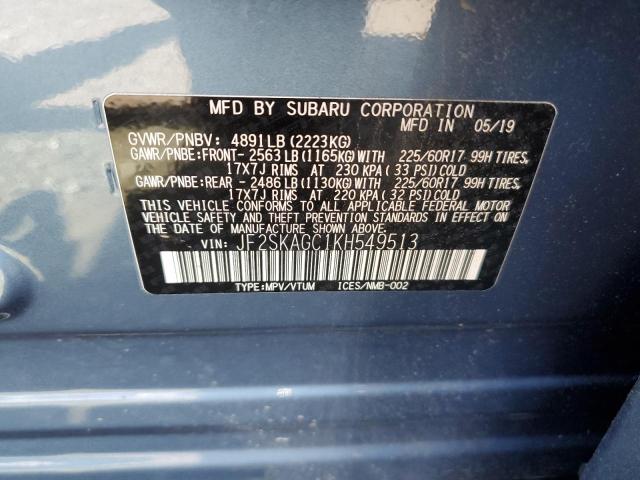 MFD BY SUBARU CORPORATION
MFD IN 05/19
GVWR/PNBV: 4891LB (2223KG)
GAWR/PNBE:FRONT- 2563LB (1165KG)WITH 225/60R17 99H TIRES,
17X7J RIMS AT 230 KPA ( 33 PSI) COLD
GAWR/PNBE:REAR - 2486LB (1130KG)WITH 225/60R17 99H TIRES,
17X7J RIMS AT 220 KPA ( 32 PSI) COLD
THIS VEHICLE CONFORMS TO ALL APPLICABLE FEDERAL MOTOR
VEHICLE SAFETY AND THEFT PREVENTION STANDARDS IN EFFECT
ON THE DATE OF MANUFACTURE SHOWN ABOVE.
VIN: JF2SKAGC1KH549513
TYPE:MPV/VTUM ICES/NMB-002